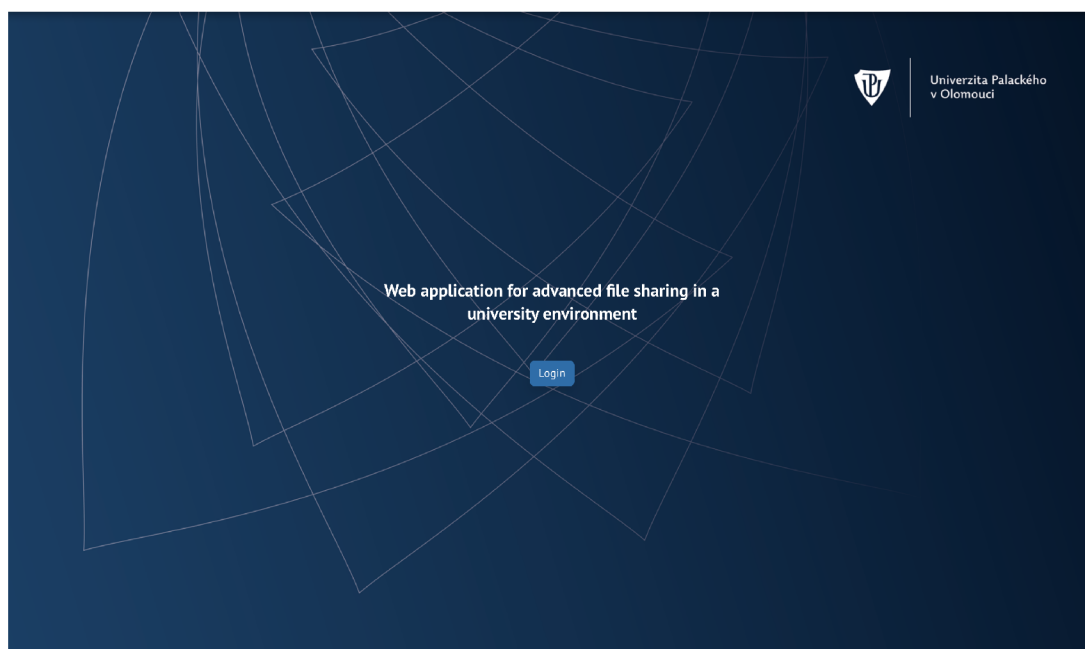 Univerzita Palackého
v Olomouci
Web application for advanced file sharing in a
university environment
Login